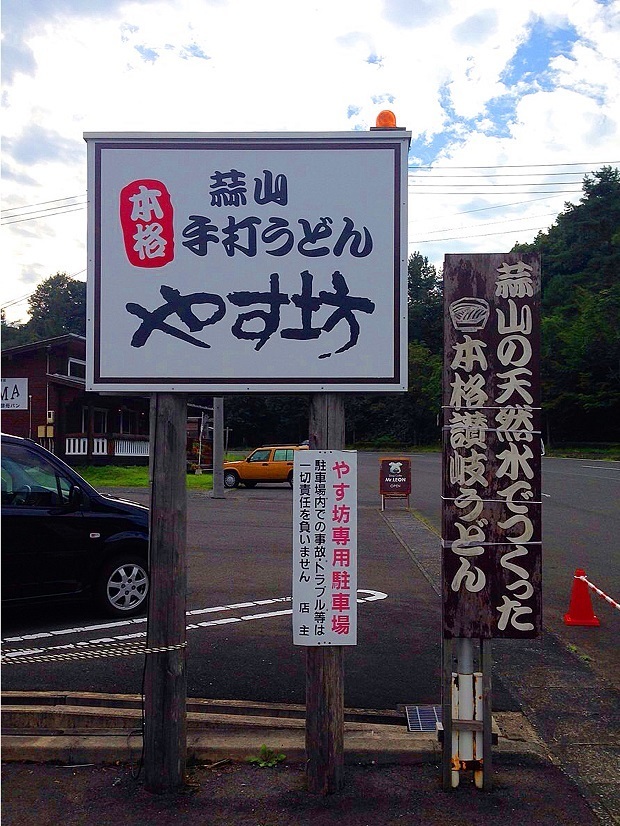 本格
蒜山
手打うどん
やす坊
蒜山の天然水でつくった
本格讃岐うどん
やす坊専用駐車場
駐車場内での事故・トラブル等は
一切責任を負いません 店主
Mr.LEON
OPEN
MA